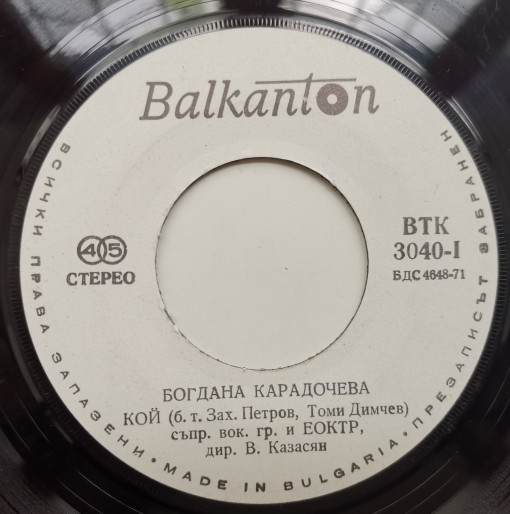 Balkanton
ВСИЧКИ ПРАВА ЗАПАЗЕНИ • MADE IN BULGARIA • ПРЕЗАПИСЪТ ЗАБРАНЕН
45
СТЕРЕО
ВТК
3040-I
БДС 4648-71
БОГДАНА КАРАДОЧЕВА
КОЙ (б. т. Зах. Петров, Томи Димчев)
съпр. вок. гр. и ЕОКТР,
дир. В. Казасян